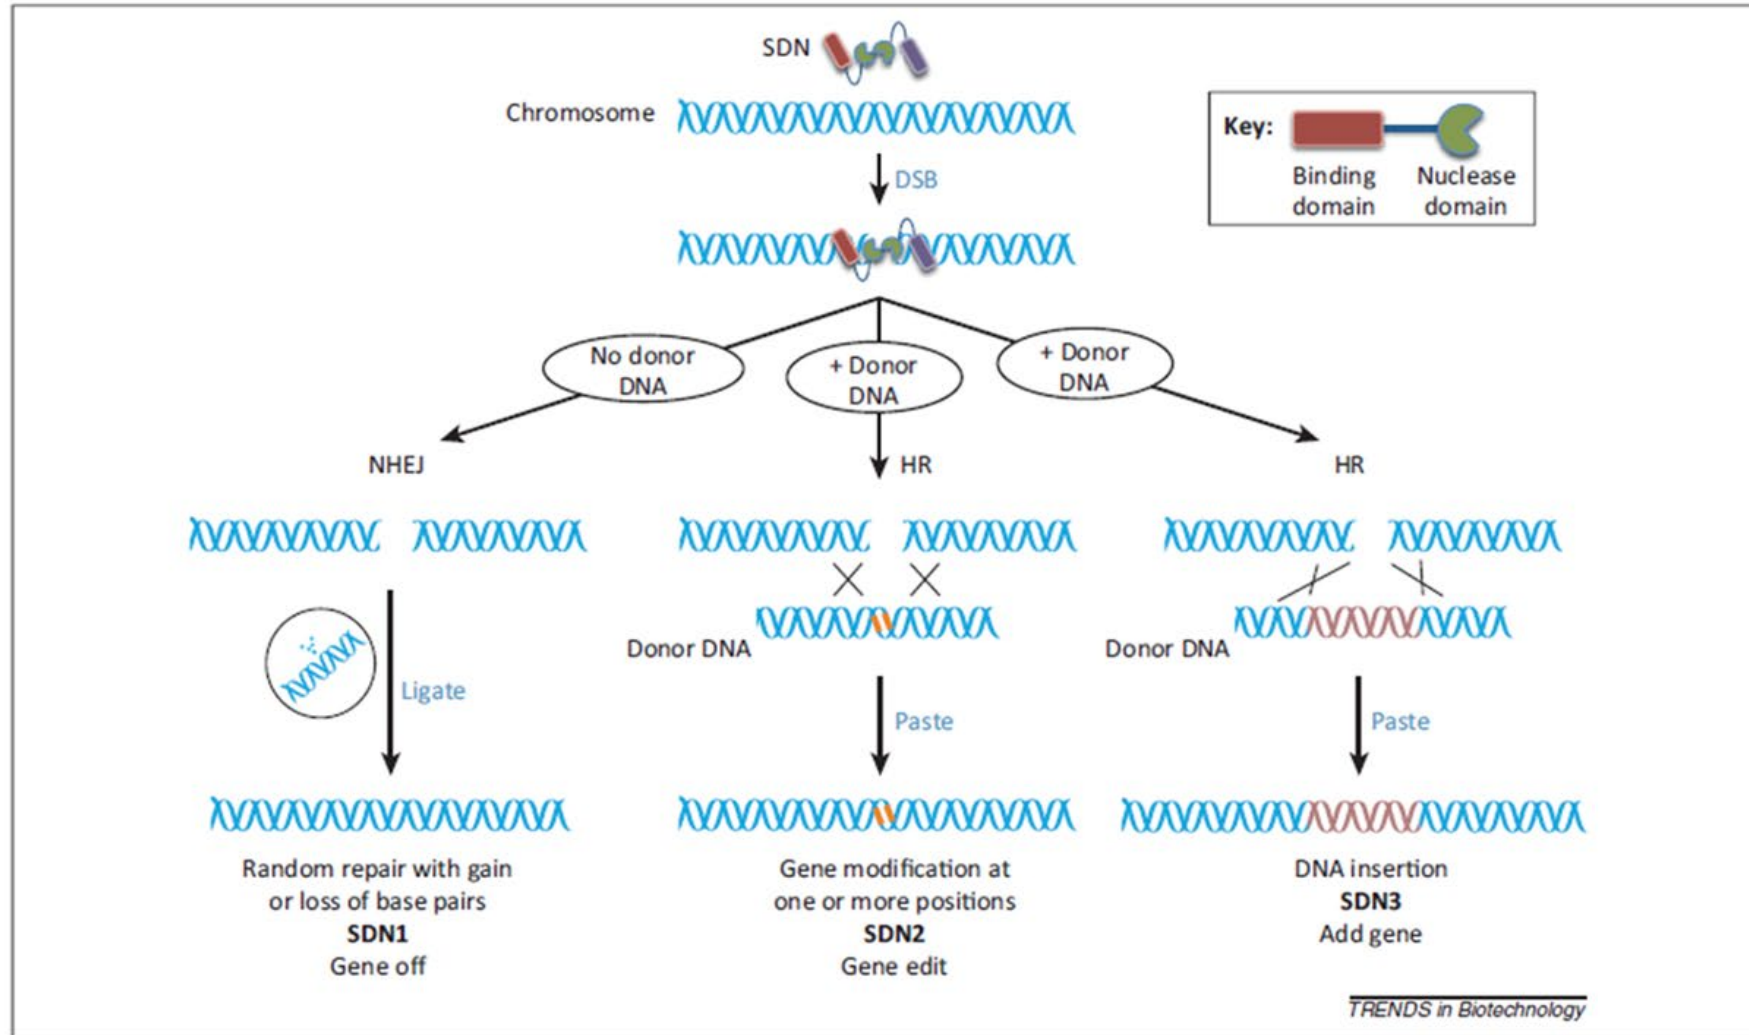 SDN
Chromosome
Key:
Binding
domain
Nuclease
domain
DSB
No donor
DNA
+ Donor
DNA
+ Donor
DNA
NHEJ
HR
HR
Donor DNA
Donor DNA
Ligate
Paste
Paste
Random repair with gain
or loss of base pairs
SDN1
Gene off
Gene modification at
one or more positions
SDN2
Gene edit
DNA insertion
SDN3
Add gene
TRENDS in Biotechnology